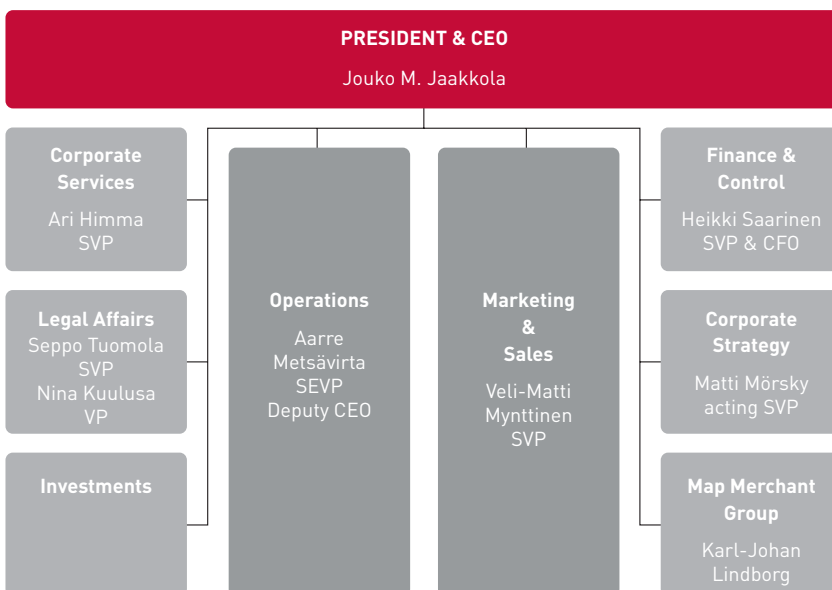 PRESIDENT & CEO
Jouko M. Jaakkola
Corporate
Services
Ari Himma
SVP
Legal Affairs
Seppo Tuomola
SVP
Nina Kuulusa
VP
Investments
Operations
Aarre
Metsävirta
SEVP
Deputy CEO
Marketing
&
Sales
Veli-Matti
Mynttinen
SVP
Finance &
Control
Heikki Saarinen
SVP & CFO
Corporate
Strategy
Matti Mörsky
acting SVP
Map Merchant
Group
Karl-Johan
Lindborg